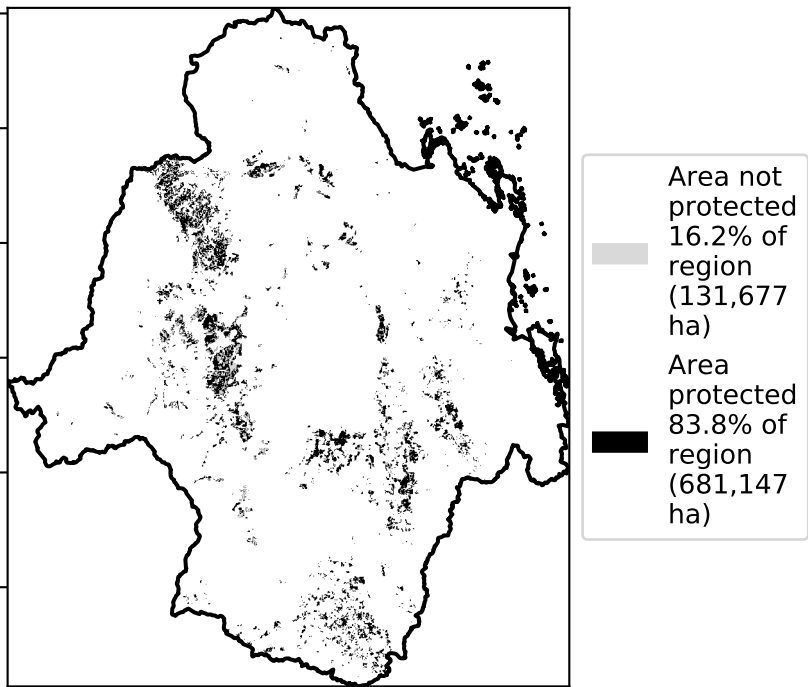 Area not
protected
16.2% of
region
(131,677
ha)
Area
protected
83.8% of
region
(681,147
ha)